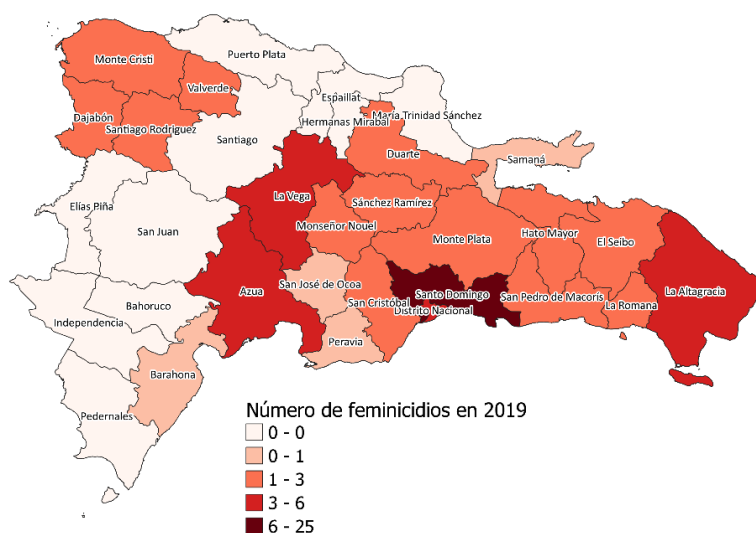 Puerto Plata
Monte Cristi
Valverde
Espaillat
María Trinidad Sánchez
Dajabón
Hermanas Mirabal
Santiago Rodríguez
Santiago
Duarte
Samaná
La Vega
Elías Piña
Sánchez Ramírez
San Juan
Monseñor Nouel
Hato Mayor
Monte Plata
El Seibo
San José de Ocoa
La Altagracia
Azua
Santo Domingo
Bahoruco
San Cristóbal
San Pedro de Macorís
La Romana
Distrito Nacional
Independencia
Peravia
Barahona
Pedernales
Número de feminicidios en 2019
0 - 0
0 - 1
1 - 3
3 - 6
6 - 25